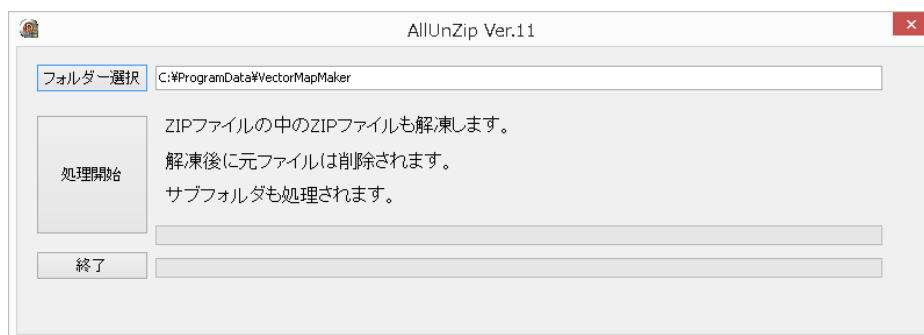 AllUnZip Ver.11
フォルダー選択 C:¥ProgramData¥VectorMapMaker
ZIPファイルの中のZIPファイルも解凍します。
処理開始 解凍後に元ファイルは削除されます。
サブフォルダも処理されます。
終了